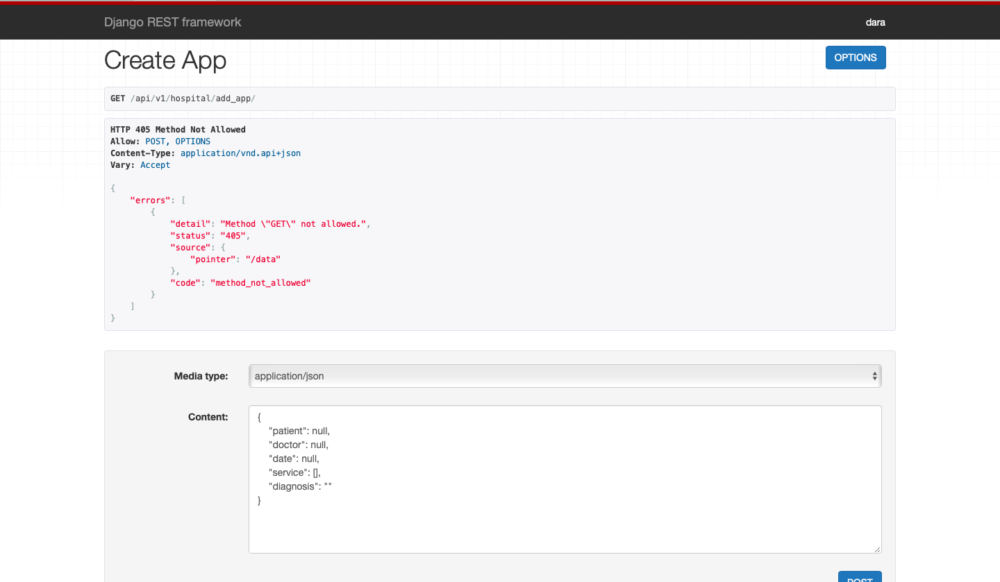 Django REST framework
dara
Create App
OPTIONS
GET /api/v1/hospital/add_app/
HTTP 405 Method Not Allowed
Allow: POST, OPTIONS
Content-Type: application/vnd.api+json
Vary: Accept
{
    "errors": [
        {
            "detail": "Method \"GET\" not allowed.",
            "status": "405",
            "source": {
                "pointer": "/data"
            },
            "code": "method_not_allowed"
        }
    ]
}
Media type:
application/json
Content:
{
    "patient": null,
    "doctor": null,
    "date": null,
    "service": [],
    "diagnosis": ""
}
POST